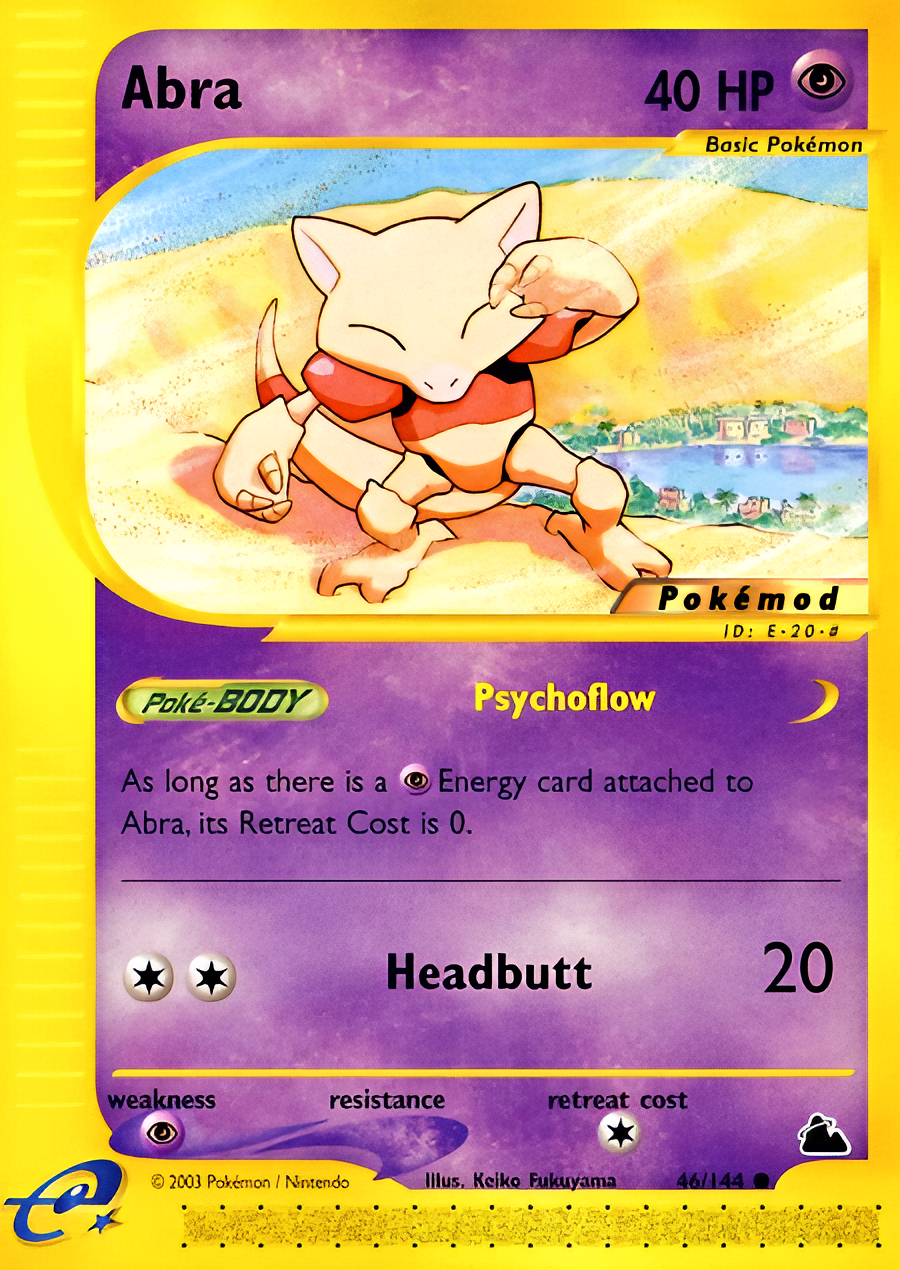 Abra
40 HP
Basic Pokémon
Pokémod
ID: E-20-#
Poké-BODY
Psychoflow
As long as there is a Energy card attached to
Abra, its Retreat Cost is 0.
Headbutt
20
weakness
resistance
retreat cost
© 2003 Pokémon / Nintendo
Illus. Keiko Fukuyama
46/144